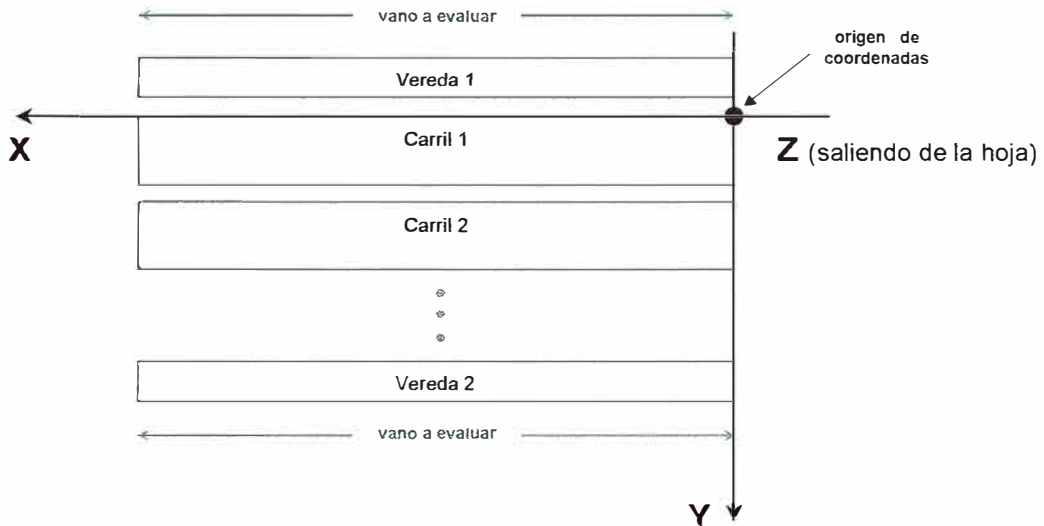 vano a evaluar
origen de
coordenadas
Vereda 1
X
Carril 1
Z (saliendo de la hoja)
Carril 2
Vereda 2
vano a evaluar
Y